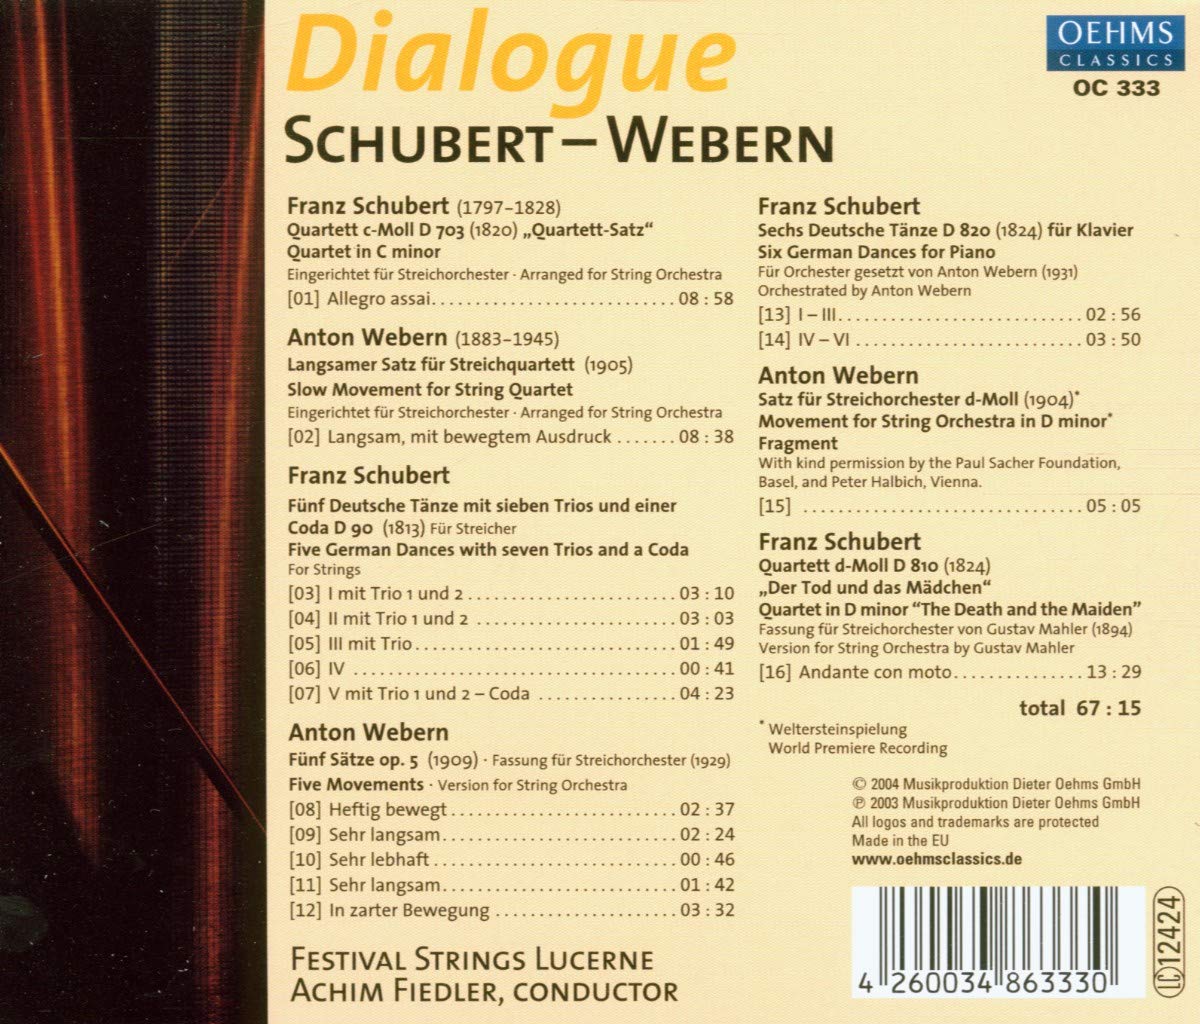 Dialogue
SCHUBERT – WEBERN
OEHMS
CLASSICS
OC 333
Franz Schubert (1797–1828)
Quartett c-Moll D 703 (1820) „Quartett-Satz“
Quartet in C minor
Eingerichtet für Streichorchester · Arranged for String Orchestra
[01] Allegro assai........................... 08 : 58
Anton Webern (1883–1945)
Langsamer Satz für Streichquartett (1905)
Slow Movement for String Quartet
Eingerichtet für Streichorchester · Arranged for String Orchestra
[02] Langsam, mit bewegtem Ausdruck ....... 08 : 38
Franz Schubert
Fünf Deutsche Tänze mit sieben Trios und einer
Coda D 90 (1813) Für Streicher
Five German Dances with seven Trios and a Coda
For Strings
[03] I mit Trio 1 und 2 ....................... 03 : 10
[04] II mit Trio 1 und 2 ...................... 03 : 03
[05] III mit Trio............................. 01 : 49
[06] IV .................................... 00 : 41
[07] V mit Trio 1 und 2 – Coda ............... 04 : 23
Anton Webern
Fünf Sätze op. 5 (1909) · Fassung für Streichorchester (1929)
Five Movements · Version for String Orchestra
[08] Heftig bewegt ......................... 02 : 37
[09] Sehr langsam.......................... 02 : 24
[10] Sehr lebhaft ........................... 00 : 46
[11] Sehr langsam.......................... 01 : 42
[12] In zarter Bewegung .................... 03 : 32
FESTIVAL STRINGS LUCERNE
ACHIM FIEDLER, CONDUCTOR
Franz Schubert
Sechs Deutsche Tänze D 820 (1824) für Klavier
Six German Dances for Piano
Für Orchester gesetzt von Anton Webern (1931)
Orchestrated by Anton Webern
[13] I – III........................... 02 : 56
[14] IV – VI ......................... 03 : 50
Anton Webern
Satz für Streichorchester d-Moll (1904)*
Movement for String Orchestra in D minor*
Fragment
With kind permission by the Paul Sacher Foundation,
Basel, and Peter Halbich, Vienna.
[15] ............................... 05 : 05
Franz Schubert
Quartett d-Moll D 810 (1824)
„Der Tod und das Mädchen“
Quartet in D minor “The Death and the Maiden”
Fassung für Streichorchester von Gustav Mahler (1894)
Version for String Orchestra by Gustav Mahler
[16] Andante con moto............... 13 : 29
total 67 : 15
* Weltersteinspielung
World Premiere Recording
© 2004 Musikproduktion Dieter Oehms GmbH
℗ 2003 Musikproduktion Dieter Oehms GmbH
All logos and trademarks are protected
Made in the EU
www.oehmsclassics.de
4 260034 863330
LC 12424